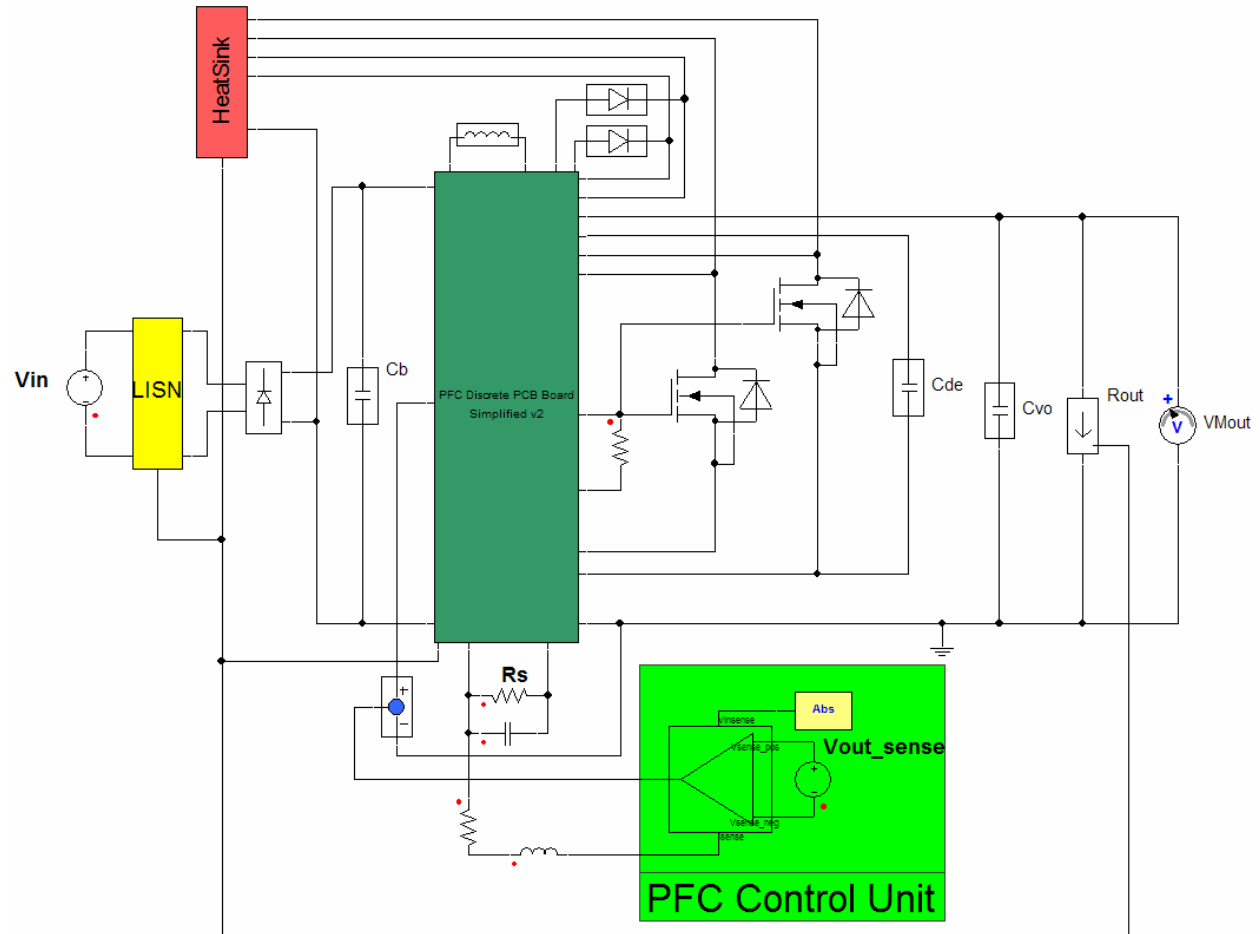 HeatSink
Vin
LISN
Cb
PFC Discrete PCB Board
Simplified v2
Cde
Cvo
Rout
VMout
V
Rs
Abs
Vinsense
Vsense_pos
Vout_sense
Vsense_neg
Isense
PFC Control Unit